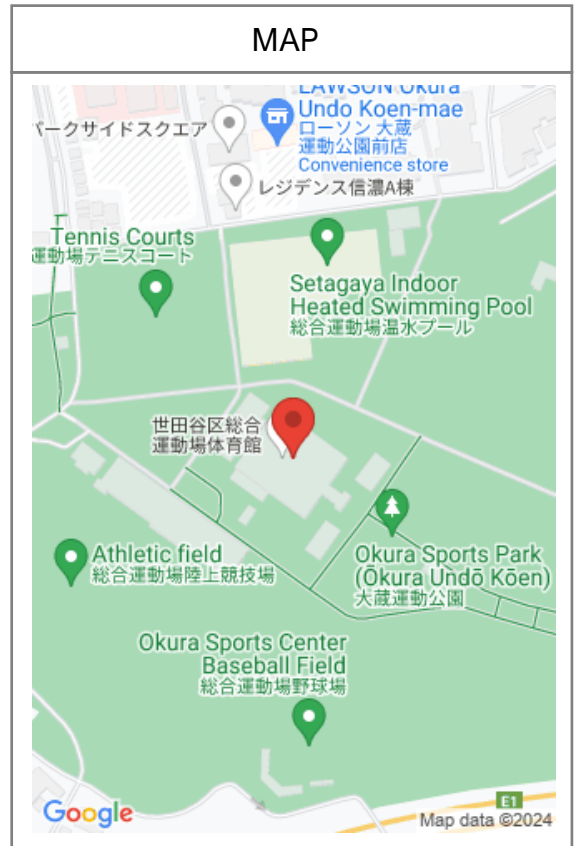 MAP
LAWSON Okura
Undo Koen-mae
ローソン 大蔵
運動公園前店
Convenience store
パークサイドスクエア
レジデンス信濃A棟
Tennis Courts
運動場テニスコート
Setagaya Indoor
Heated Swimming Pool
総合運動場温水プール
世田谷区総合
運動場体育館
Athletic field
総合運動場陸上競技場
Okura Sports Park
(Ōkura Undō Kōen)
大蔵運動公園
Okura Sports Center
Baseball Field
総合運動場野球場
E1
Google
Map data ©2024